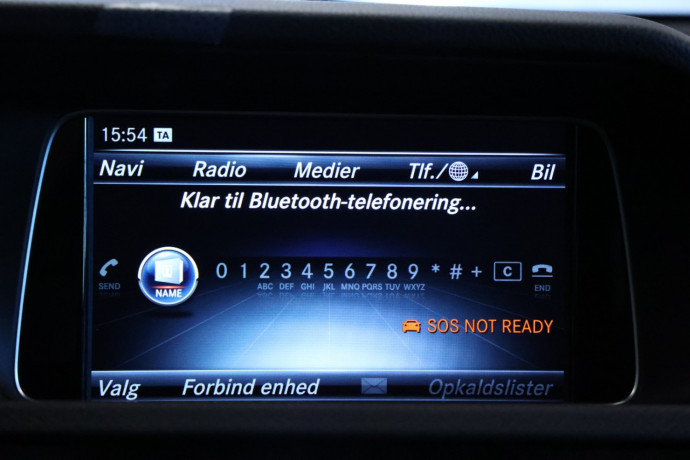 15:54 TA
Navi Radio Medier Tlf./ Bil
Klar til Bluetooth-telefonering...
SEND NAME 0 1 2 3 4 5 6 7 8 9 * # + C END
ABC DEF GHI JKL MNO PQRS TUV WXYZ
SOS NOT READY
Valg Forbind enhed Opkaldslister